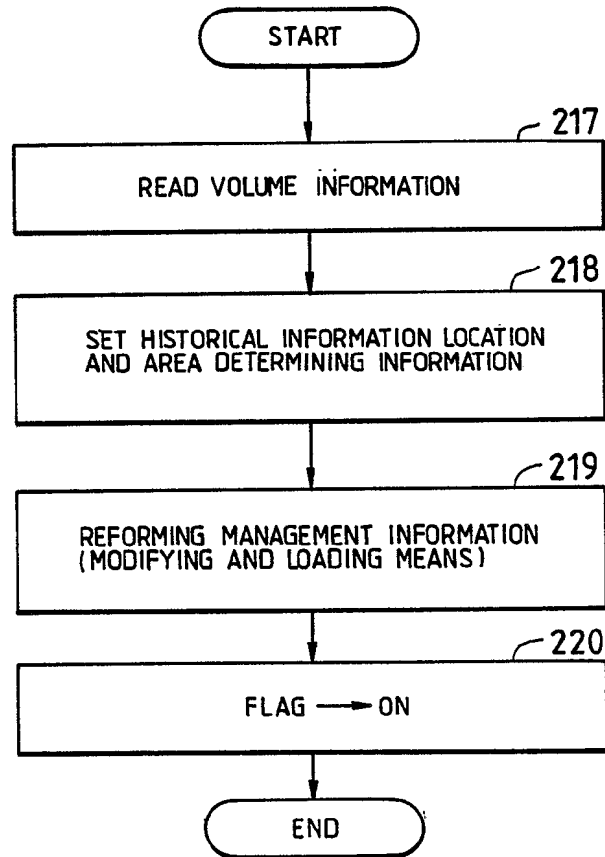 START
217
READ VOLUME INFORMATION
218
SET HISTORICAL INFORMATION LOCATION
AND AREA DETERMINING INFORMATION
219
REFORMING MANAGEMENT INFORMATION
(MODIFYING AND LOADING MEANS)
220
FLAG → ON
END